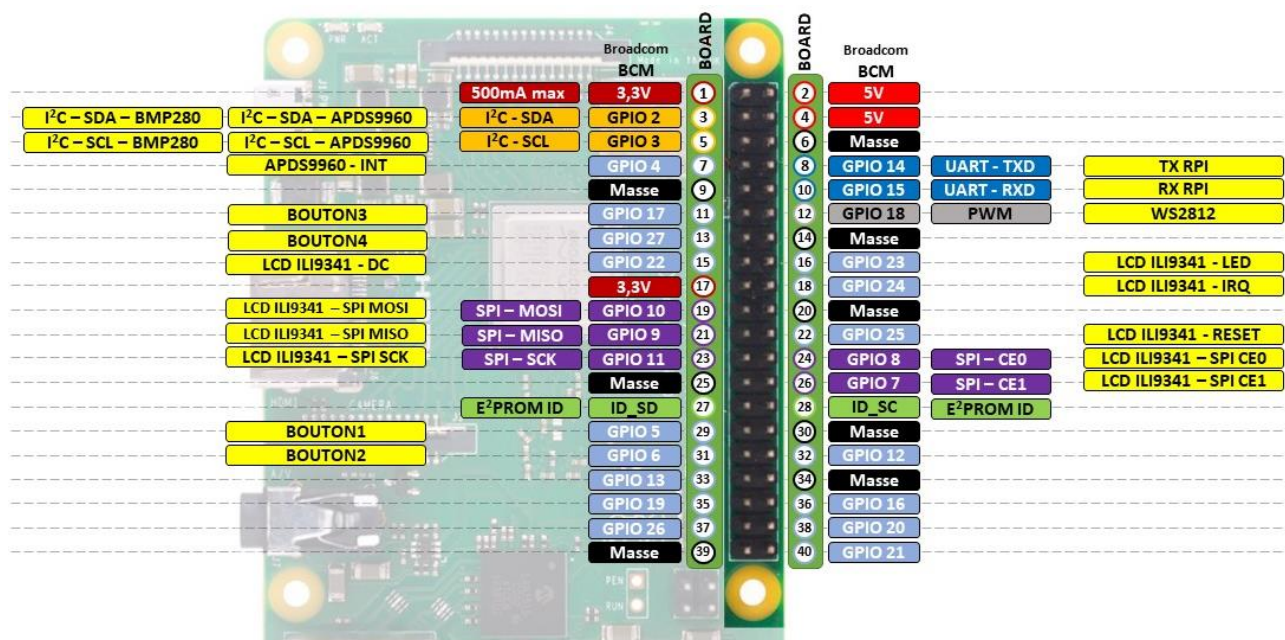 PWR ACT
Broadcom BOARD BOARD Broadcom
BCM BCM
500mA max 3,3V 1 2 5V
I²C – SDA – BMP280 I²C – SDA – APDS9960 I²C - SDA GPIO 2 3 4 5V
I²C – SCL – BMP280 I²C – SCL – APDS9960 I²C - SCL GPIO 3 5 6 Masse
APDS9960 - INT GPIO 4 7 8 GPIO 14 UART - TXD TX RPI
Masse 9 10 GPIO 15 UART - RXD RX RPI
BOUTON3 GPIO 17 11 12 GPIO 18 PWM WS2812
BOUTON4 GPIO 27 13 14 Masse
LCD ILI9341 - DC GPIO 22 15 16 GPIO 23 LCD ILI9341 - LED
3,3V 17 18 GPIO 24 LCD ILI9341 - IRQ
LCD ILI9341 – SPI MOSI SPI – MOSI GPIO 10 19 20 Masse
LCD ILI9341 – SPI MISO SPI – MISO GPIO 9 21 22 GPIO 25 LCD ILI9341 - RESET
LCD ILI9341 – SPI SCK SPI – SCK GPIO 11 23 24 GPIO 8 SPI – CE0 LCD ILI9341 – SPI CE0
Masse 25 26 GPIO 7 SPI – CE1 LCD ILI9341 – SPI CE1
HDMI CAMERA
E²PROM ID ID_SD 27 28 ID_SC E²PROM ID
BOUTON1 GPIO 5 29 30 Masse
BOUTON2 GPIO 6 31 32 GPIO 12
A/V
GPIO 13 33 34 Masse
GPIO 19 35 36 GPIO 16
GPIO 26 37 38 GPIO 20
Masse 39 40 GPIO 21
PEN
RUN